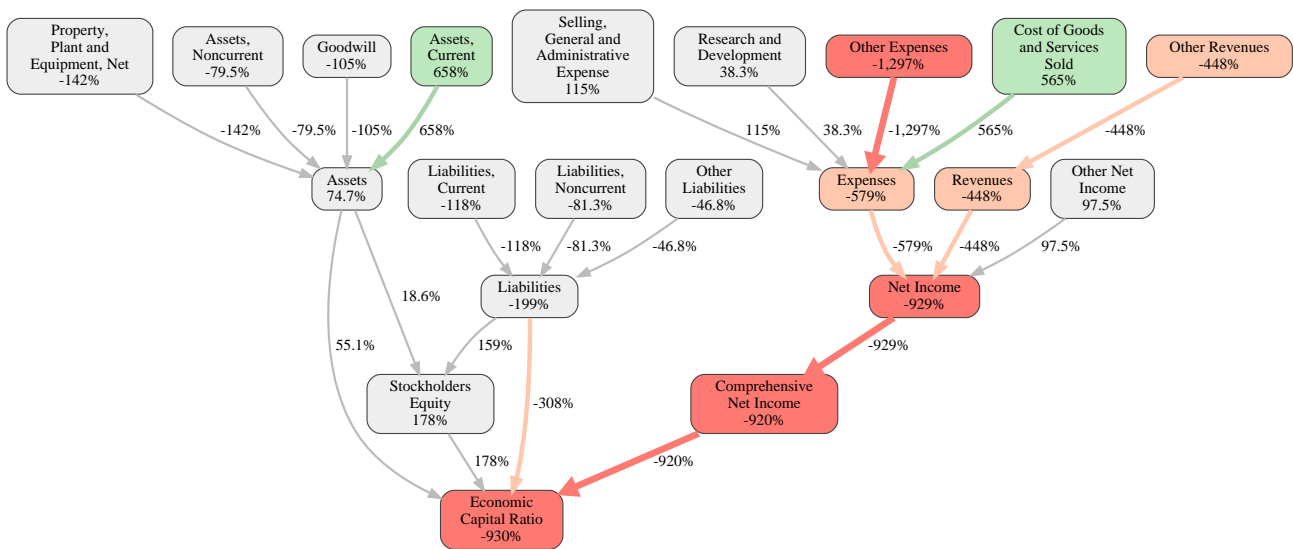 Property,
Plant and
Equipment, Net
-142%
Assets,
Noncurrent
-79.5%
Goodwill
-105%
Assets,
Current
658%
Selling,
General and
Administrative
Expense
115%
Research and
Development
38.3%
Other Expenses
-1,297%
Cost of Goods
and Services
Sold
565%
Other Revenues
-448%
-142%
-79.5%
-105%
658%
115%
38.3%
-1,297%
565%
-448%
Assets
74.7%
Liabilities,
Current
-118%
Liabilities,
Noncurrent
-81.3%
Other
Liabilities
-46.8%
Expenses
-579%
Revenues
-448%
Other Net
Income
97.5%
-118%
-81.3%
-46.8%
-579%
-448%
97.5%
18.6%
Liabilities
-199%
Net Income
-929%
55.1%
159%
-929%
Stockholders
Equity
178%
-308%
Comprehensive
Net Income
-920%
178%
-920%
Economic
Capital Ratio
-930%